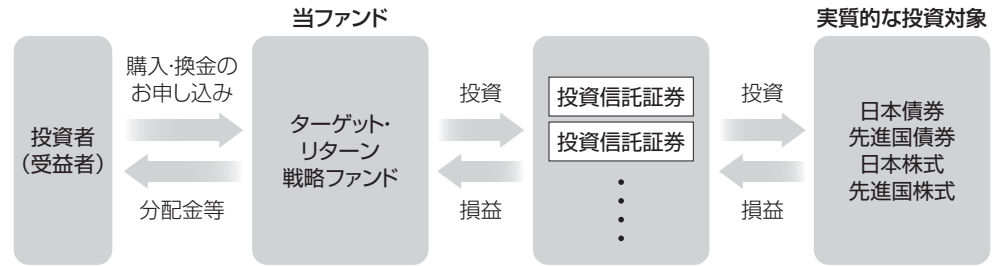 当ファンド
実質的な投資対象
投資者
(受益者)
購入・換金の
お申し込み
分配金等
ターゲット・
リターン
戦略ファンド
投資
損益
投資信託証券
投資信託証券
投資
損益
日本債券
先進国債券
日本株式
先進国株式